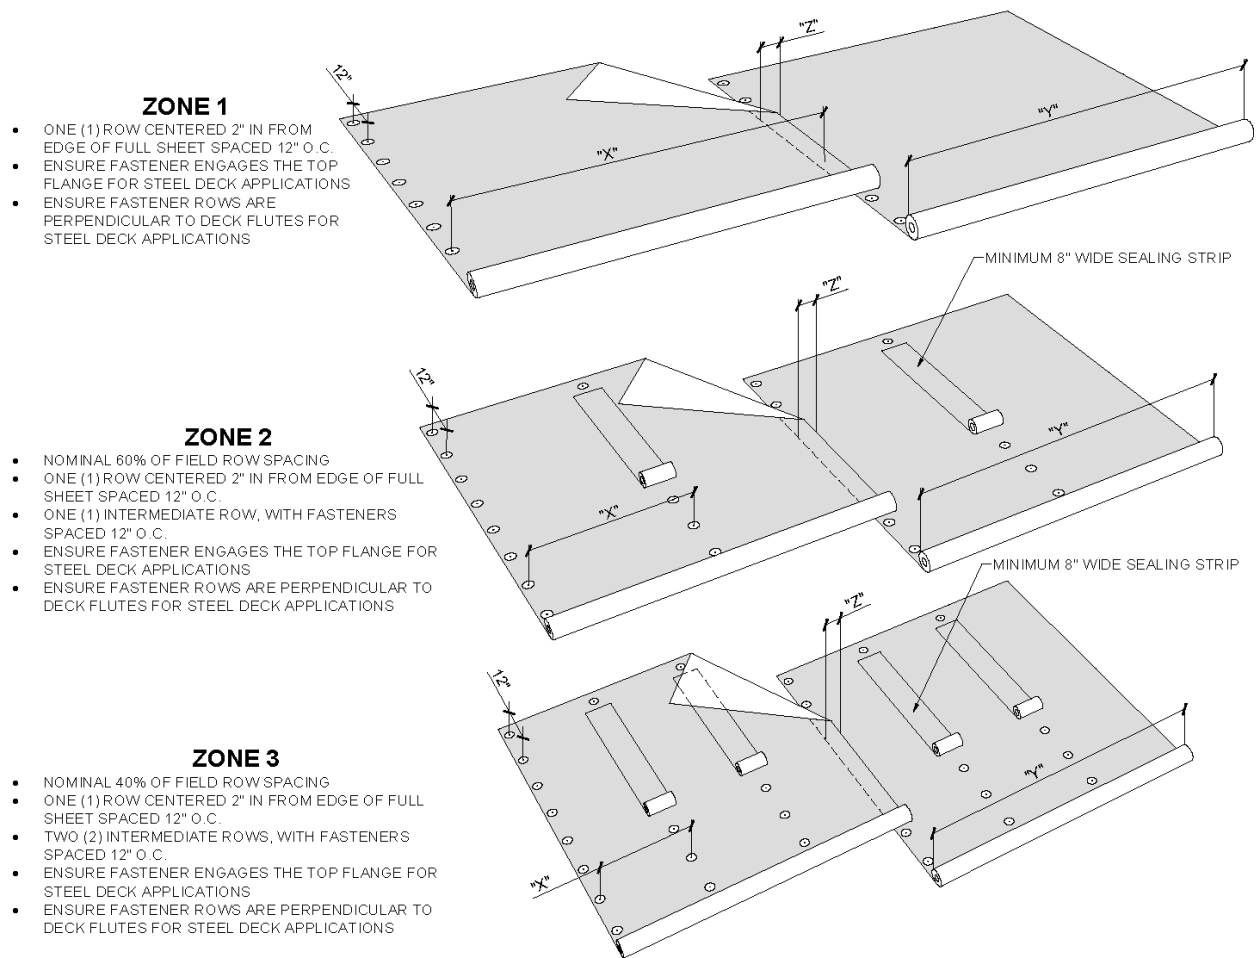 "Z"
12"
"Y"
"X"
ZONE 1
• ONE (1) ROW CENTERED 2" IN FROM
EDGE OF FULL SHEET SPACED 12" O.C.
• ENSURE FASTENER ENGAGES THE TOP
FLANGE FOR STEEL DECK APPLICATIONS
• ENSURE FASTENER ROWS ARE
PERPENDICULAR TO DECK FLUTES FOR
STEEL DECK APPLICATIONS
MINIMUM 8" WIDE SEALING STRIP
"Z"
12"
"Y"
"X"
ZONE 2
• NOMINAL 60% OF FIELD ROW SPACING
• ONE (1) ROW CENTERED 2" IN FROM EDGE OF FULL
SHEET SPACED 12" O.C.
• ONE (1) INTERMEDIATE ROW, WITH FASTENERS
SPACED 12" O.C.
• ENSURE FASTENER ENGAGES THE TOP FLANGE FOR
STEEL DECK APPLICATIONS
• ENSURE FASTENER ROWS ARE PERPENDICULAR TO
DECK FLUTES FOR STEEL DECK APPLICATIONS
MINIMUM 8" WIDE SEALING STRIP
"Z"
12"
"Y"
"X"
ZONE 3
• NOMINAL 40% OF FIELD ROW SPACING
• ONE (1) ROW CENTERED 2" IN FROM EDGE OF FULL
SHEET SPACED 12" O.C.
• TWO (2) INTERMEDIATE ROWS, WITH FASTENERS
SPACED 12" O.C.
• ENSURE FASTENER ENGAGES THE TOP FLANGE FOR
STEEL DECK APPLICATIONS
• ENSURE FASTENER ROWS ARE PERPENDICULAR TO
DECK FLUTES FOR STEEL DECK APPLICATIONS